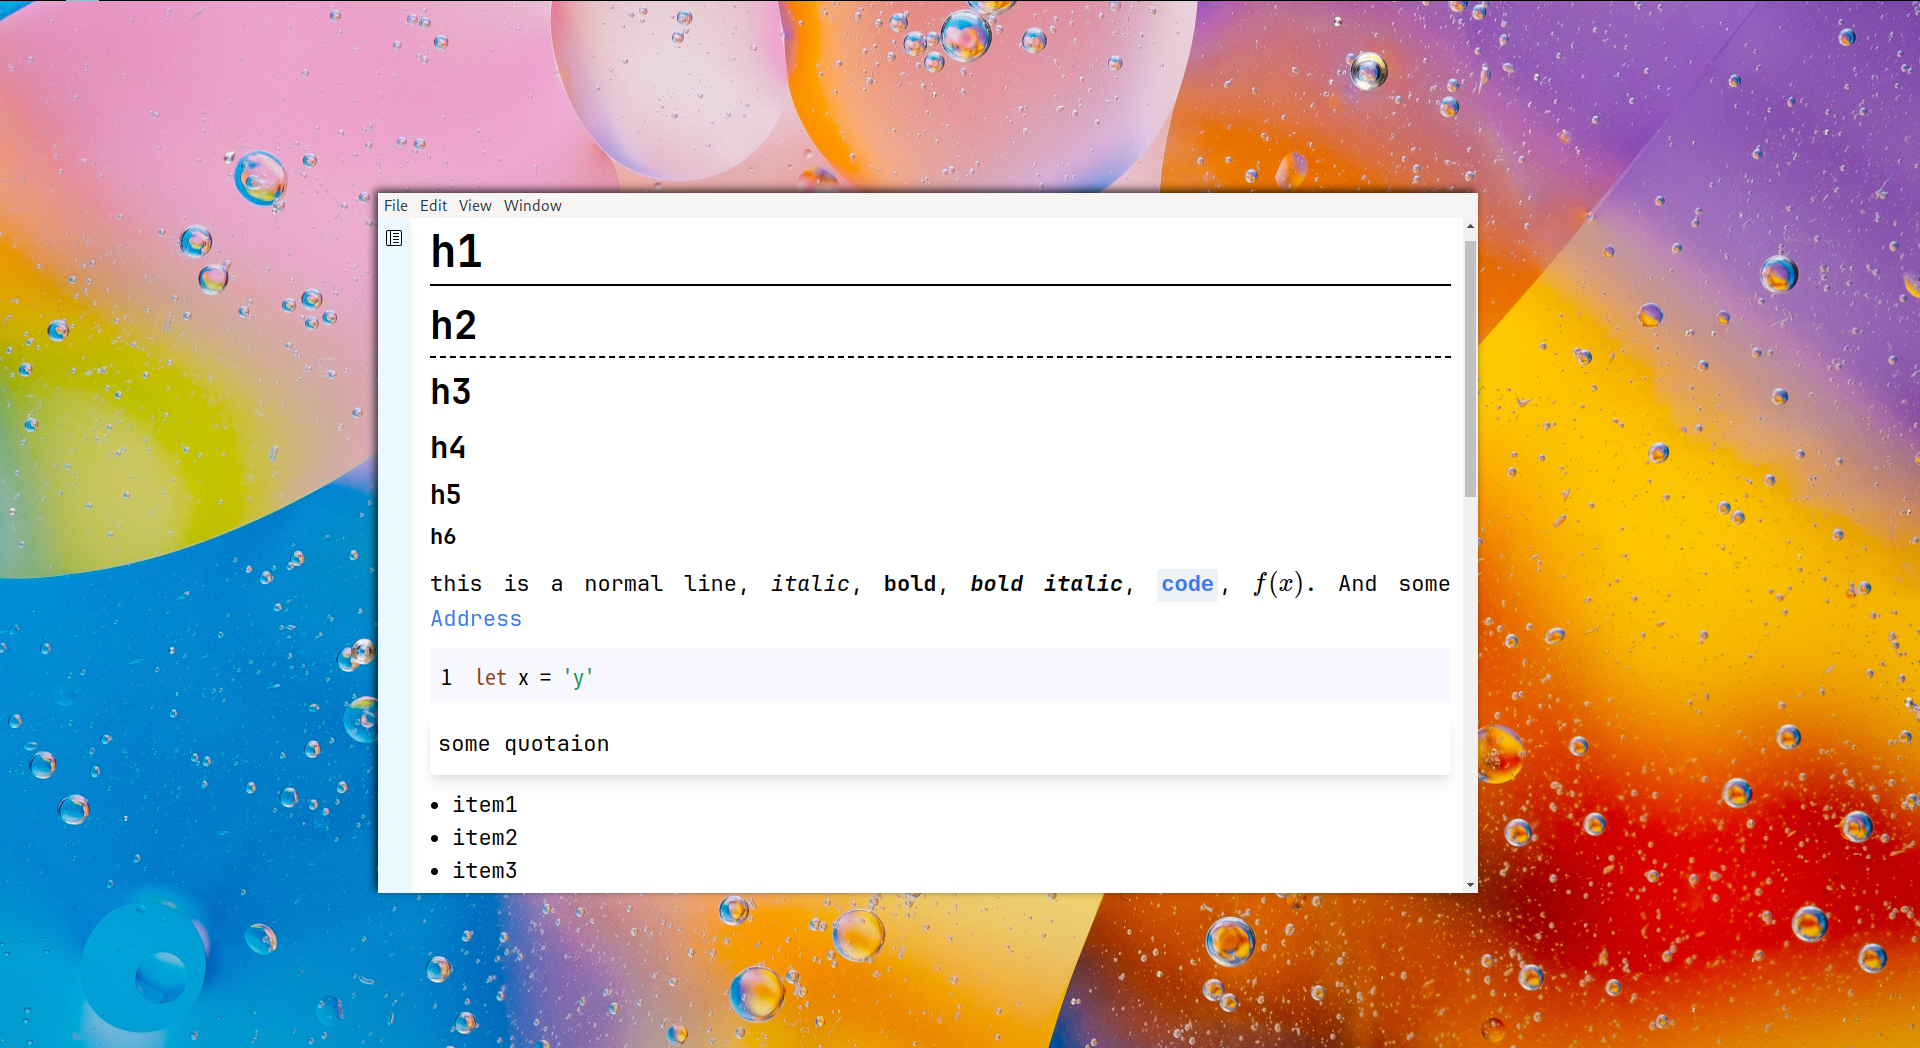 File Edit View Window
h1
h2
h3
h4
h5
h6
this is a normal line, italic, bold, bold italic, code, f(x). And some
Address
1 let x = 'y'
some quotaion
• item1
• item2
• item3